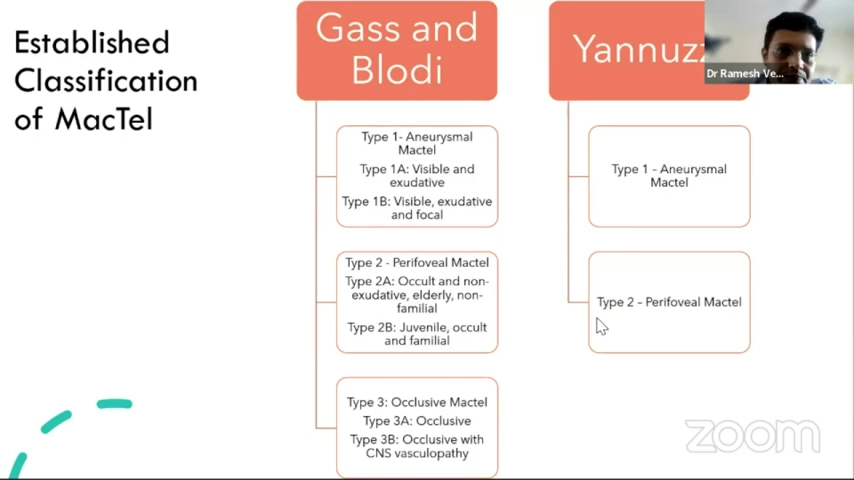 Established
Classification
of MacTel
Gass and
Blodi
Type 1- Aneurysmal
Mactel
Type 1A: Visible and
exudative
Type 1B: Visible, exudative
and focal
Type 2 - Perifoveal Mactel
Type 2A: Occult and non-
exudative, elderly, non-
familial
Type 2B: Juvenile, occult
and familial
Type 3: Occlusive Mactel
Type 3A: Occlusive
Type 3B: Occlusive with
CNS vasculopathy
Yannuzz
Type 1 - Aneurysmal
Mactel
Type 2 - Perifoveal Mactel
Dr Ramesh Ve...
zoom